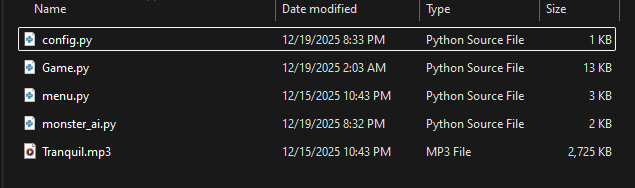 Name Date modified Type Size
config.py 12/19/2025 8:33 PM Python Source File 1 KB
Game.py 12/19/2025 2:03 AM Python Source File 13 KB
menu.py 12/15/2025 10:43 PM Python Source File 3 KB
monster_ai.py 12/19/2025 8:32 PM Python Source File 2 KB
Tranquil.mp3 12/15/2025 10:43 PM MP3 File 2,725 KB